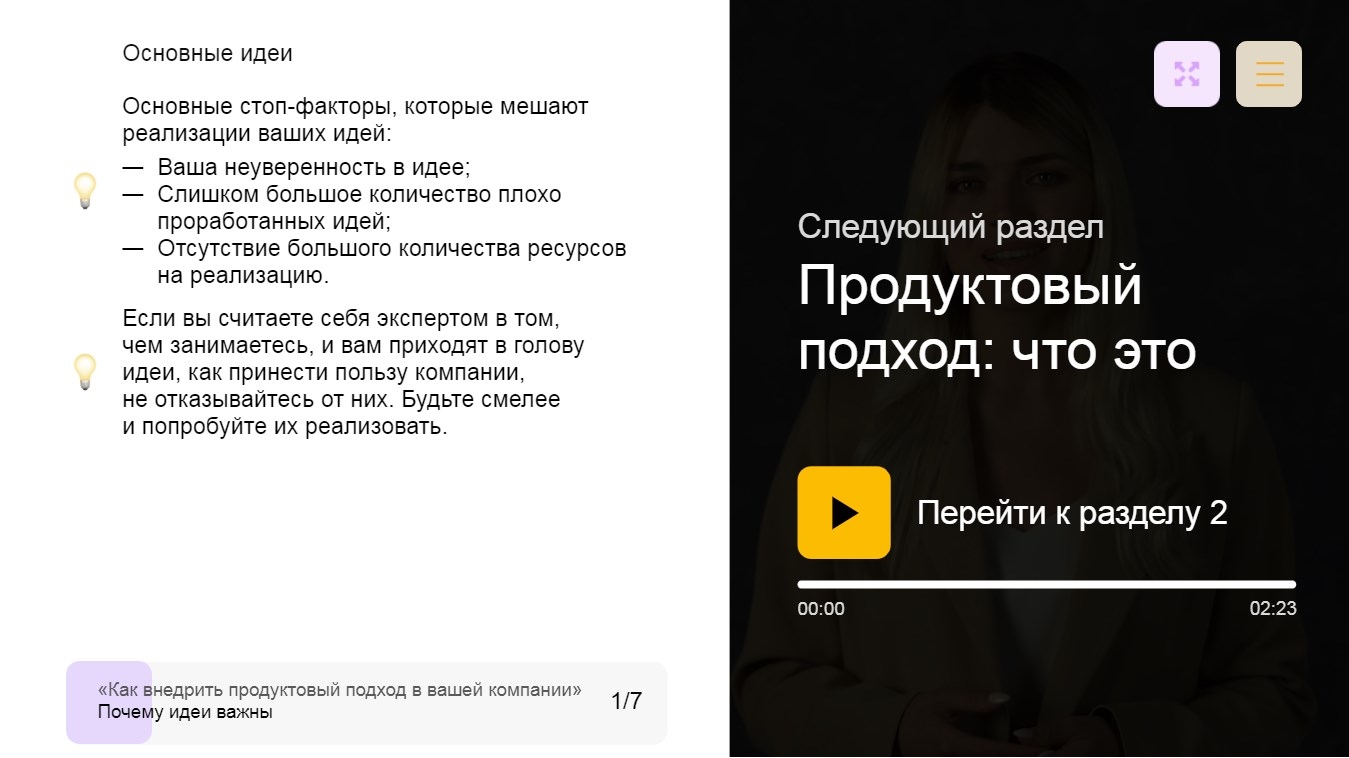 Основные идеи
Основные стоп-факторы, которые мешают
реализации ваших идей:
— Ваша неуверенность в идее;
— Слишком большое количество плохо
проработанных идей;
— Отсутствие большого количества ресурсов
на реализацию.
Если вы считаете себя экспертом в том,
чем занимаетесь, и вам приходят в голову
идеи, как принести пользу компании,
не отказывайтесь от них. Будьте смелее
и попробуйте их реализовать.
«Как внедрить продуктовый подход в вашей компании»
Почему идеи важны
1/7
Следующий раздел
Продуктовый
подход: что это
Перейти к разделу 2
00:00
02:23